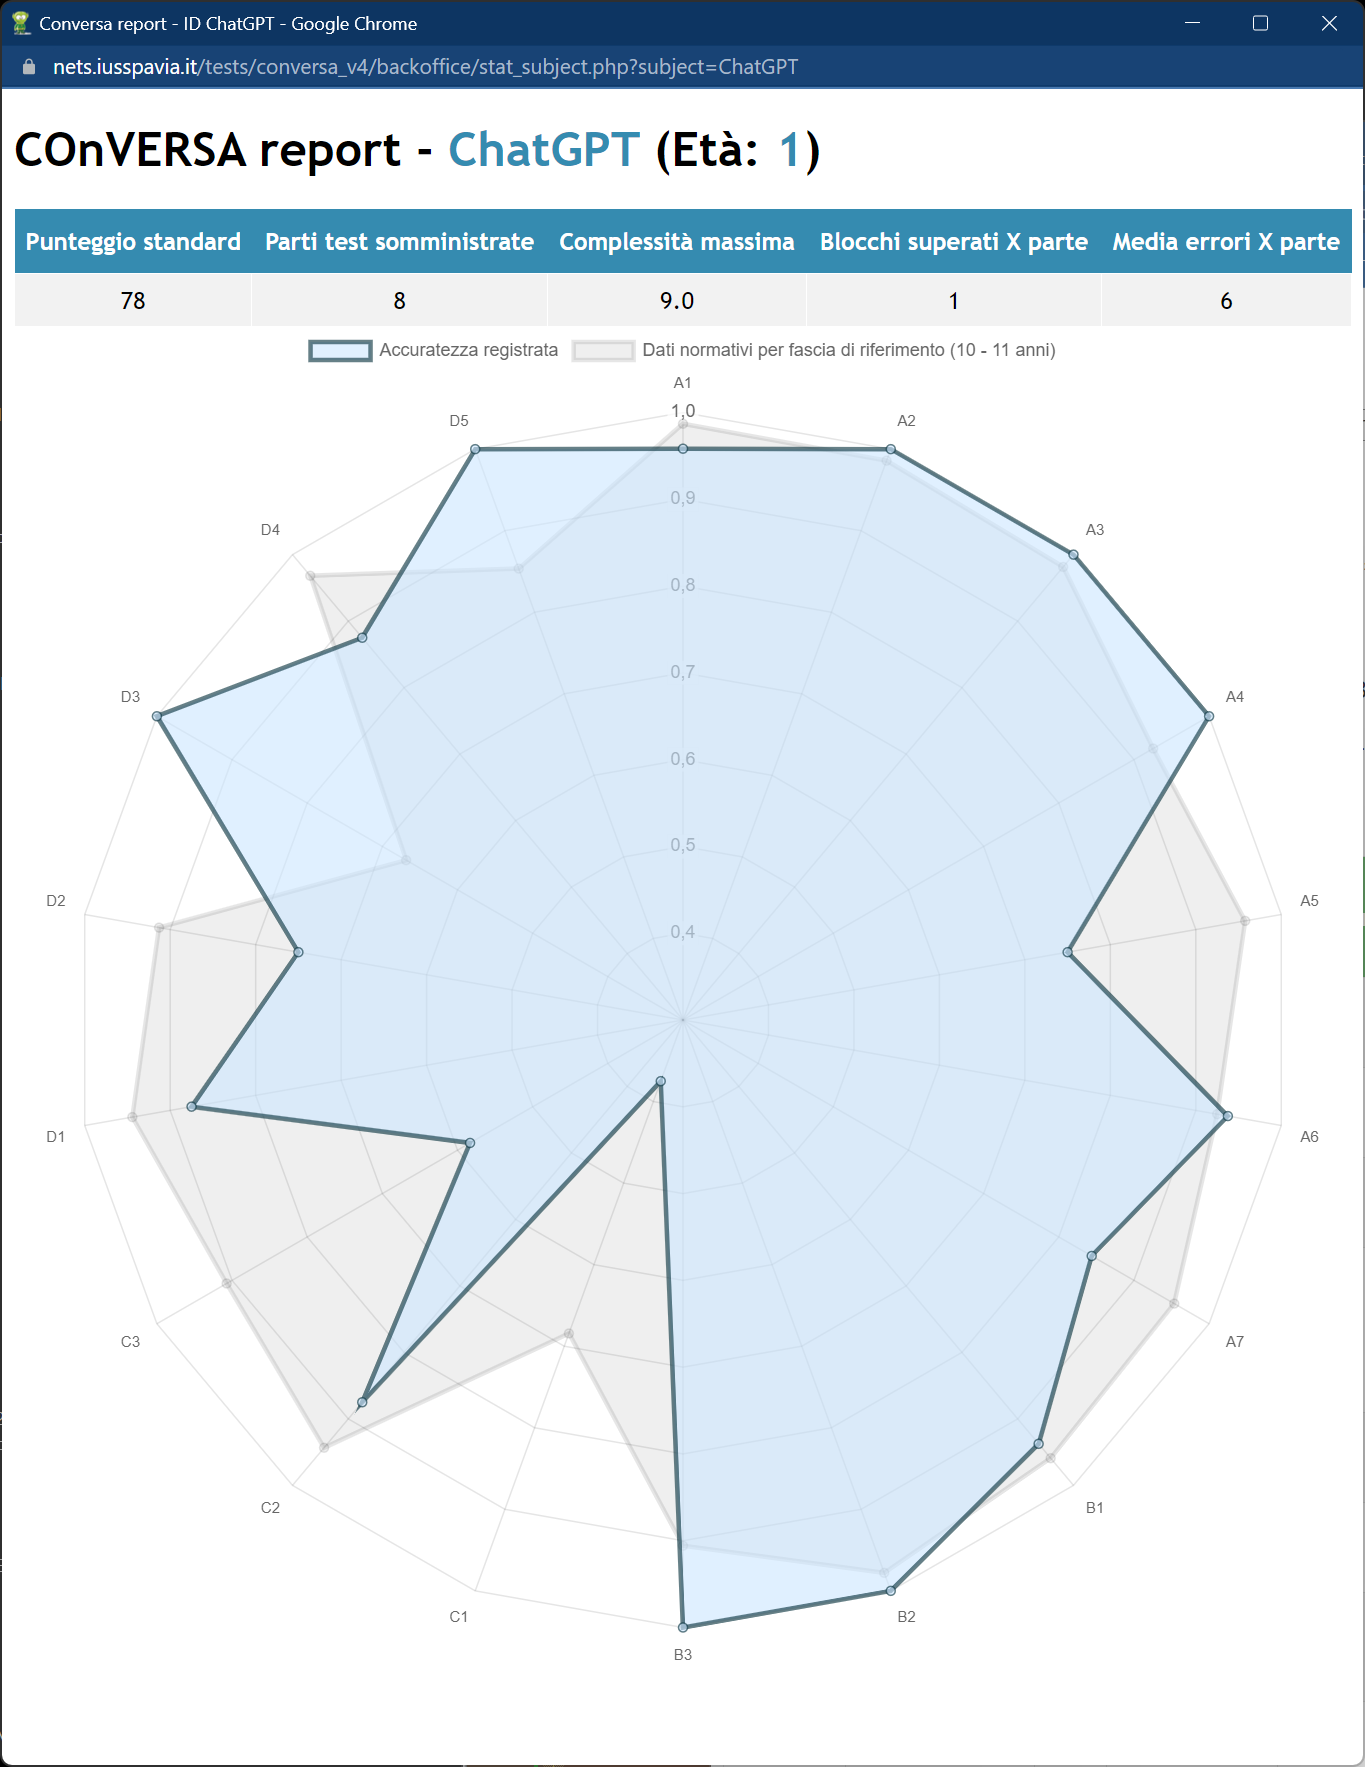 Conversa report - ID ChatGPT - Google Chrome
nets.iusspavia.it/tests/conversa_v4/backoffice/stat_subject.php?subject=ChatGPT
COnVERSA report - ChatGPT (Età: 1)
Punteggio standard Parti test somministrate Complessità massima Blocchi superati X parte Media errori X parte
78 8 9.0 1 6
Accuratezza registrata Dati normativi per fascia di riferimento (10 - 11 anni)
A1
1,0
D5 A2
0,9
D4 A3
0,8
0,7
D3 A4
0,6
0,5
D2 A5
0,4
D1 A6
C3 A7
C2 B1
C1 B2
B3